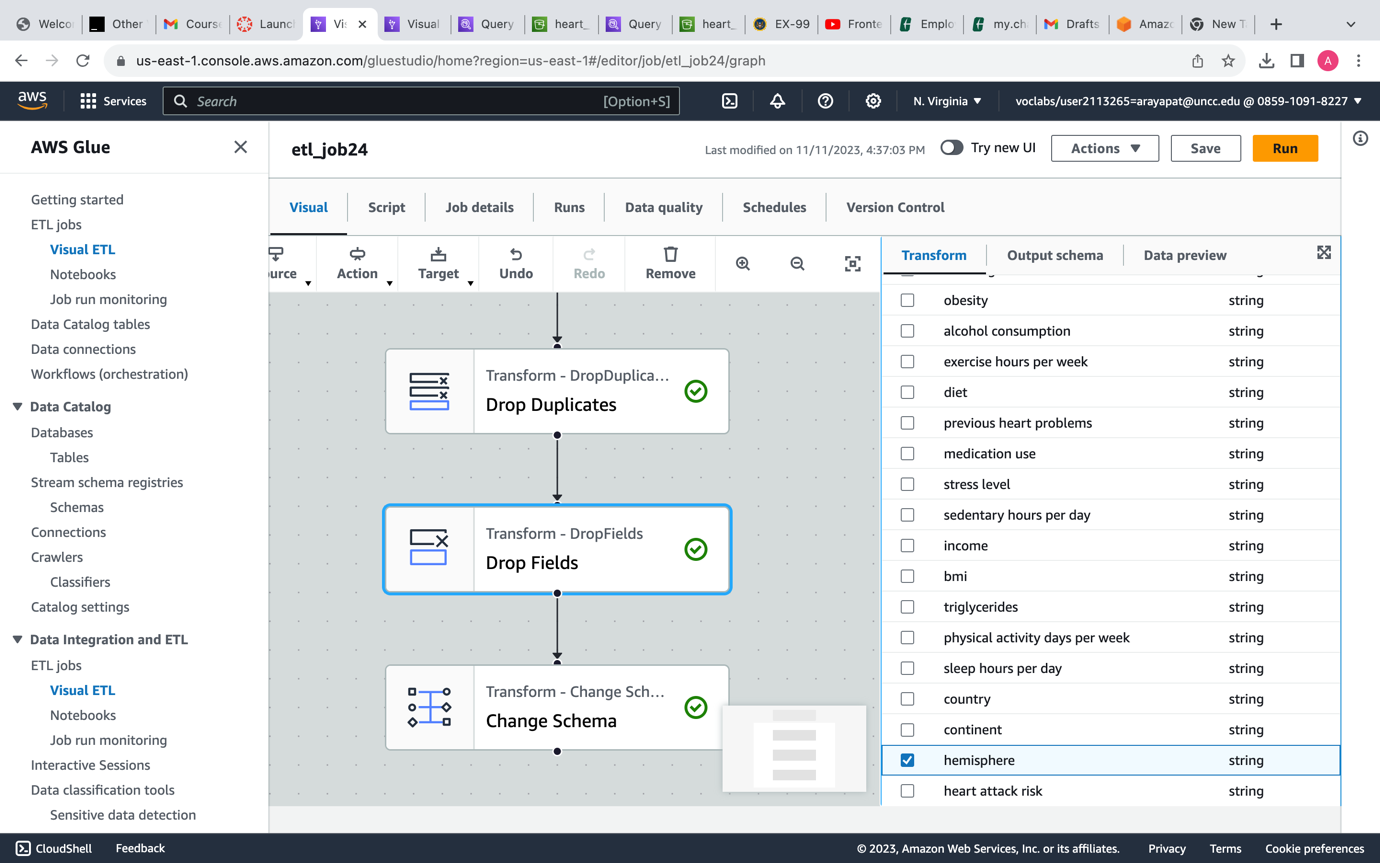 Welco
Other
Course
Launc
Vis
Visual
Query
heart_
Query
heart_
EX-99
Fronte
Emplo
my.ch
Drafts
Amazo
New T
us-east-1.console.aws.amazon.com/gluestudio/home?region=us-east-1#/editor/job/etl_job24/graph
A
aws
Services
Search
[Option+S]
N. Virginia
voclabs/user2113265=arayapat@uncc.edu @ 0859-1091-8227
AWS Glue
Getting started
ETL jobs
Visual ETL
Notebooks
Job run monitoring
Data Catalog tables
Data connections
Workflows (orchestration)
Data Catalog
Databases
Tables
Stream schema registries
Schemas
Connections
Crawlers
Classifiers
Catalog settings
Data Integration and ETL
ETL jobs
Visual ETL
Notebooks
Job run monitoring
Interactive Sessions
Data classification tools
Sensitive data detection
etl_job24
Last modified on 11/11/2023, 4:37:03 PM
Try new UI
Actions
Save
Run
Visual
Script
Job details
Runs
Data quality
Schedules
Version Control
urce
Action
Target
Undo
Redo
Remove
Transform - DropDuplica...
Drop Duplicates
Transform - DropFields
Drop Fields
Transform - Change Sch...
Change Schema
Transform
Output schema
Data preview
obesity string
alcohol consumption string
exercise hours per week string
diet string
previous heart problems string
medication use string
stress level string
sedentary hours per day string
income string
bmi string
triglycerides string
physical activity days per week string
sleep hours per day string
country string
continent string
hemisphere string
heart attack risk string
CloudShell
Feedback
© 2023, Amazon Web Services, Inc. or its affiliates.
Privacy
Terms
Cookie preferences